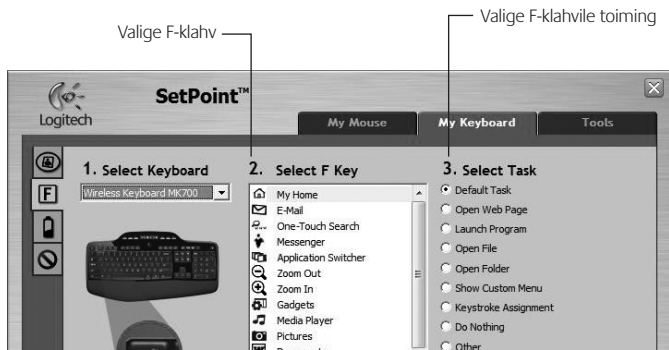 Valige F-klahv
Valige F-klahvile toiming
Logitech
SetPoint™
My Mouse
My Keyboard
Tools
1. Select Keyboard
Wireless Keyboard MK700
2. Select F Key
My Home
E-Mail
One-Touch Search
Messenger
Application Switcher
Zoom Out
Zoom In
Gadgets
Media Player
Pictures
3. Select Task
Default Task
Open Web Page
Launch Program
Open File
Open Folder
Show Custom Menu
Keystroke Assignment
Do Nothing
Other
F